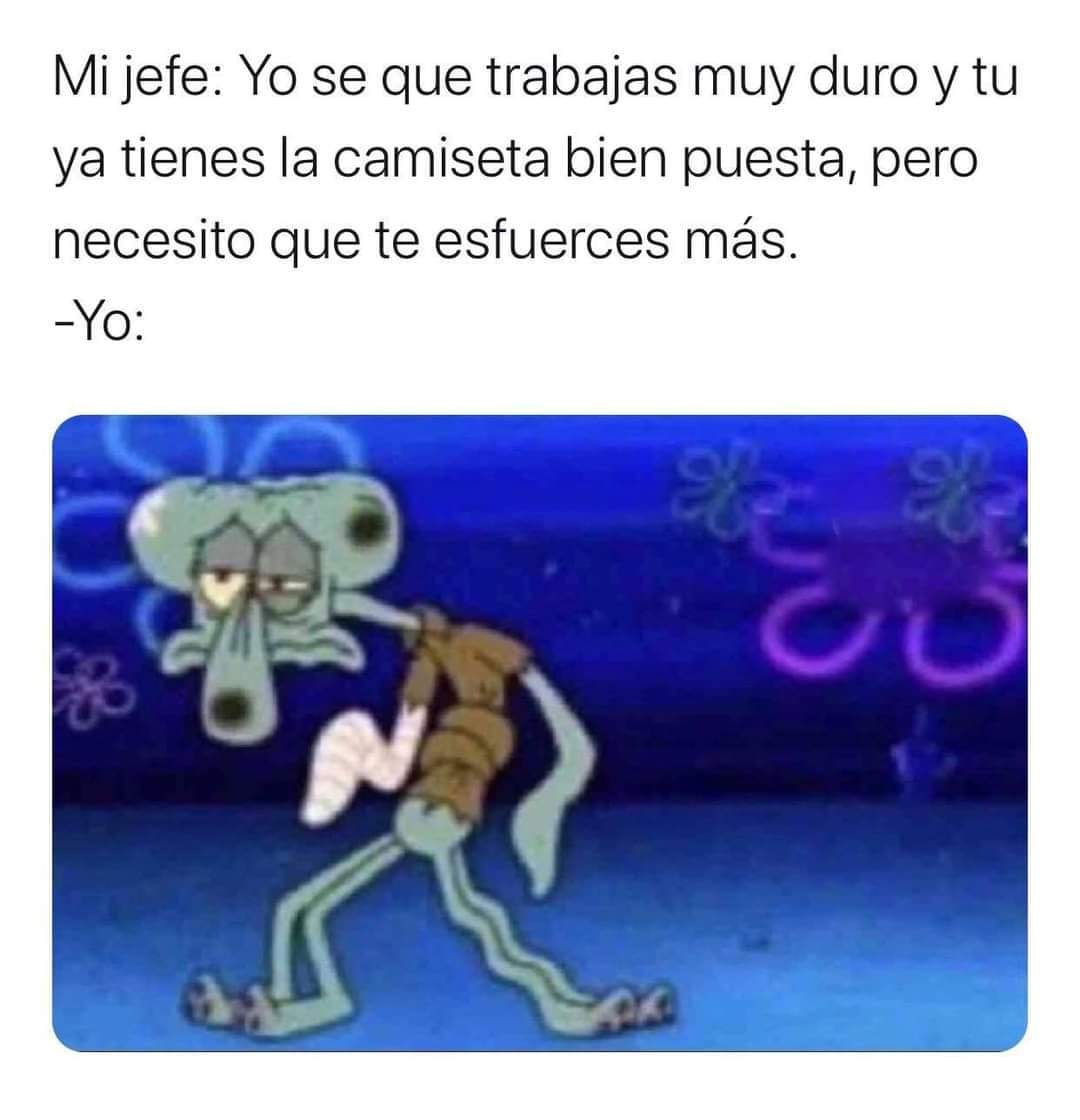 Mi jefe: Yo se que trabajas muy duro y tu
ya tienes la camiseta bien puesta, pero
necesito que te esfuerces más.
-Yo: